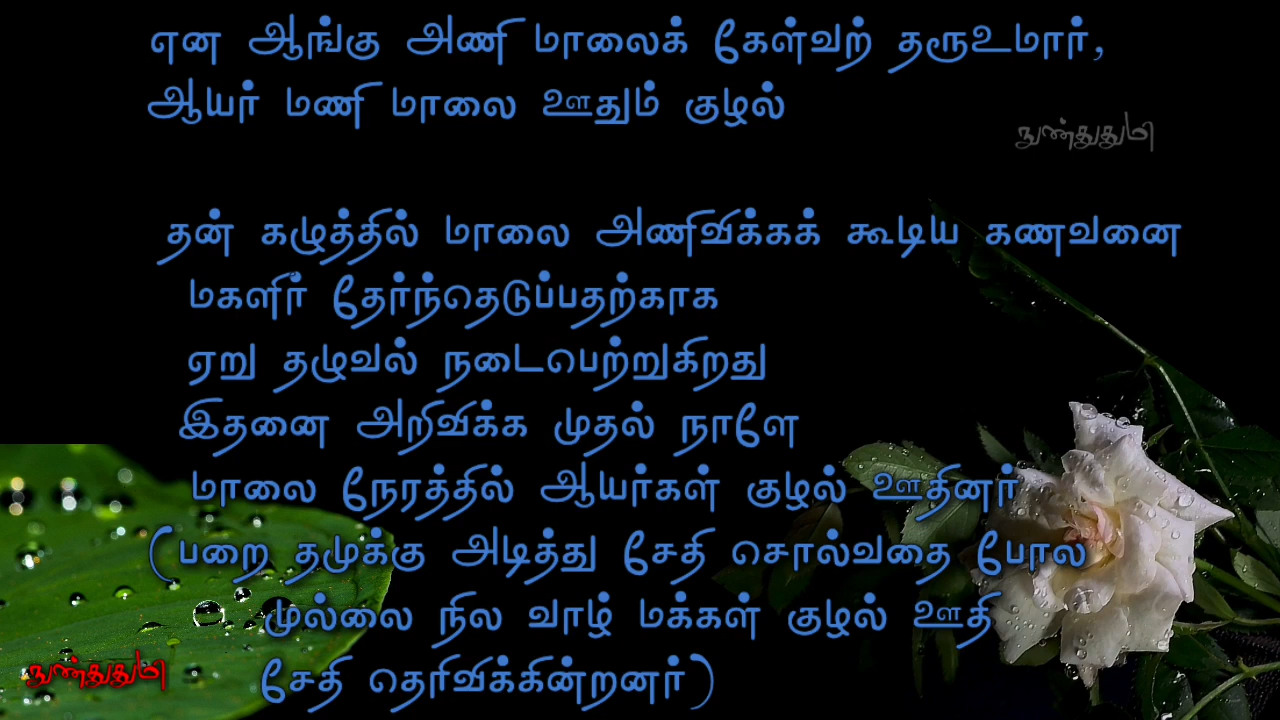 என ஆங்கு அணி மாலைக் கேள்வற் தரூஉமார்,
ஆயர் மணி மாலை ஊதும் குழல்
நுண்துதுமி
தன் கழுத்தில் மாலை அணிவிக்கக் கூடிய கணவனை
மகளிர் தேர்ந்தெடுப்பதற்காக
ஏறு தழுவல் நடைபெற்றுகிறது
இதனை அறிவிக்க முதல் நாளே
மாலை நேரத்தில் ஆயர்கள் குழல் ஊதினர்
(பறை தமுக்கு அடித்து சேதி சொல்வதை போல
முல்லை நில வாழ் மக்கள் குழல் ஊதி
நுண்துதுமி
சேதி தெரிவிக்கின்றனர்)